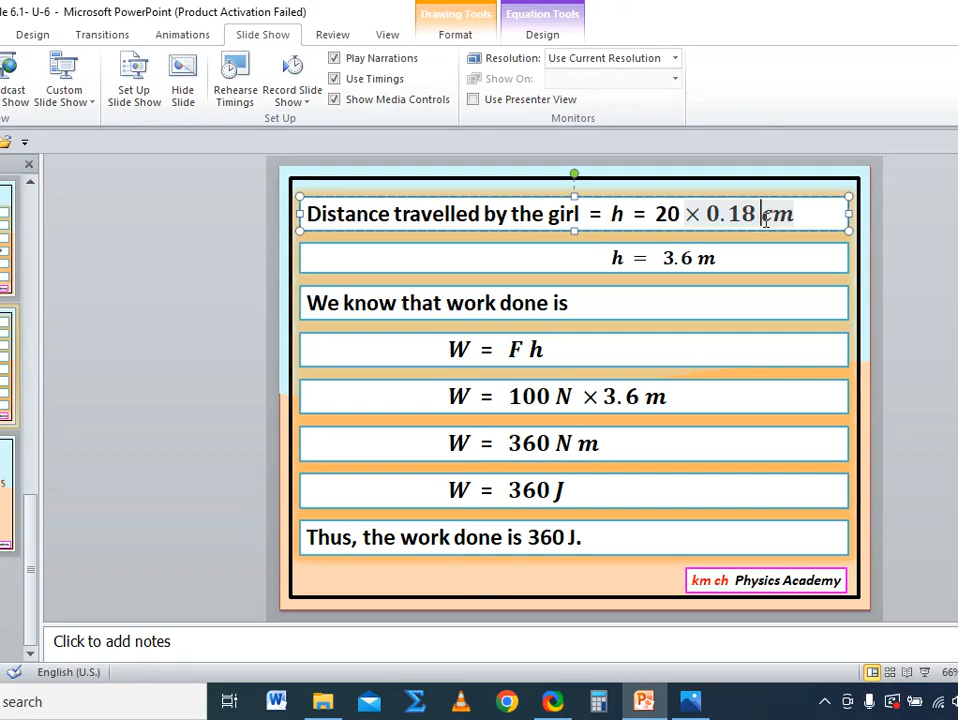 le 6.1- U-6 - Microsoft PowerPoint (Product Activation Failed)
Drawing Tools
Equation Tools
Design
Transitions
Animations
Slide Show
Review
View
Format
Design
dcast
Show
Custom
Slide Show
Set Up
Slide Show
Hide
Slide
Rehearse
Timings
Record Slide
Show
Play Narrations
Use Timings
Show Media Controls
Resolution: Use Current Resolution
Show On:
Use Presenter View
ow
Set Up
Monitors
Distance travelled by the girl = h = 20 × 0.18 cm
h = 3.6 m
We know that work done is
W = F h
W = 100 N × 3.6 m
W = 360 N m
W = 360 J
Thus, the work done is 360 J.
km ch Physics Academy
Click to add notes
English (U.S.)
66%
search